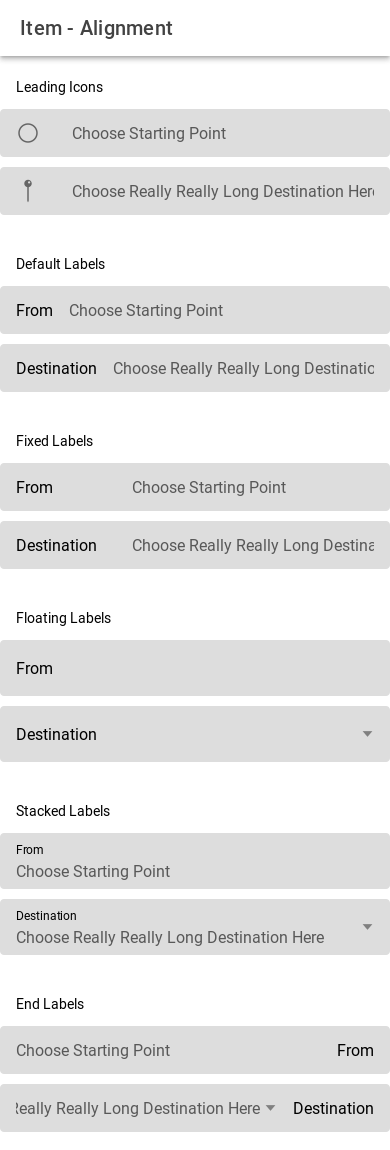 Item - Alignment
Leading Icons
Choose Starting Point
Choose Really Really Long Destination Here
Default Labels
From Choose Starting Point
Destination Choose Really Really Long Destinatio
Fixed Labels
From Choose Starting Point
Destination Choose Really Really Long Destina
Floating Labels
From
Destination
Stacked Labels
From
Choose Starting Point
Destination
Choose Really Really Long Destination Here
End Labels
Choose Starting Point From
Really Really Long Destination Here Destination